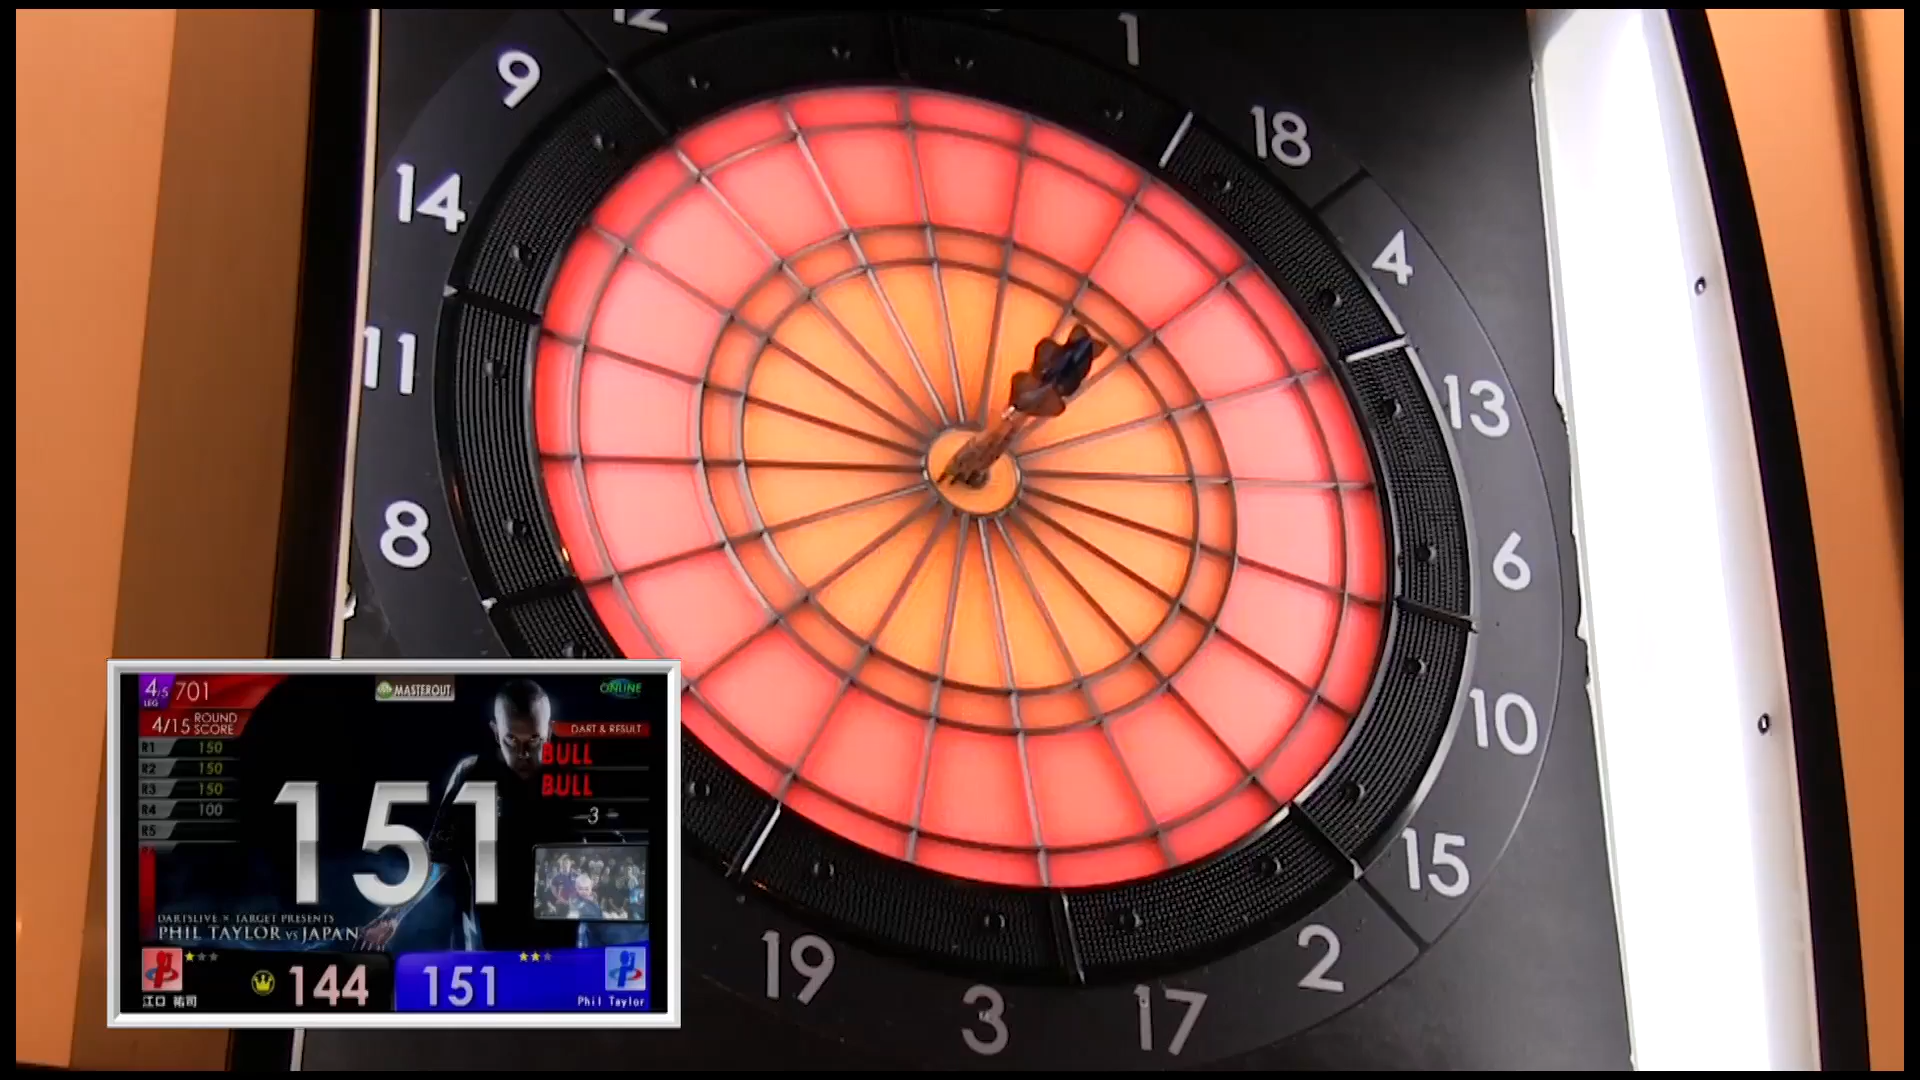 12
1
9
18
14
4
11
13
8
6
10
15
2
19
3
17
4/5 701
LEG
MASTEROUT
ONLINE
4/15 ROUND SCORE
DART & RESULT
R1 150
BULL
R2 150
BULL
R3 150
R4 100
3
R5
151
DARTSLIVE × TARGET PRESENTS
PHIL TAYLOR VS JAPAN
144
151
江口 祐司
Phil Taylor